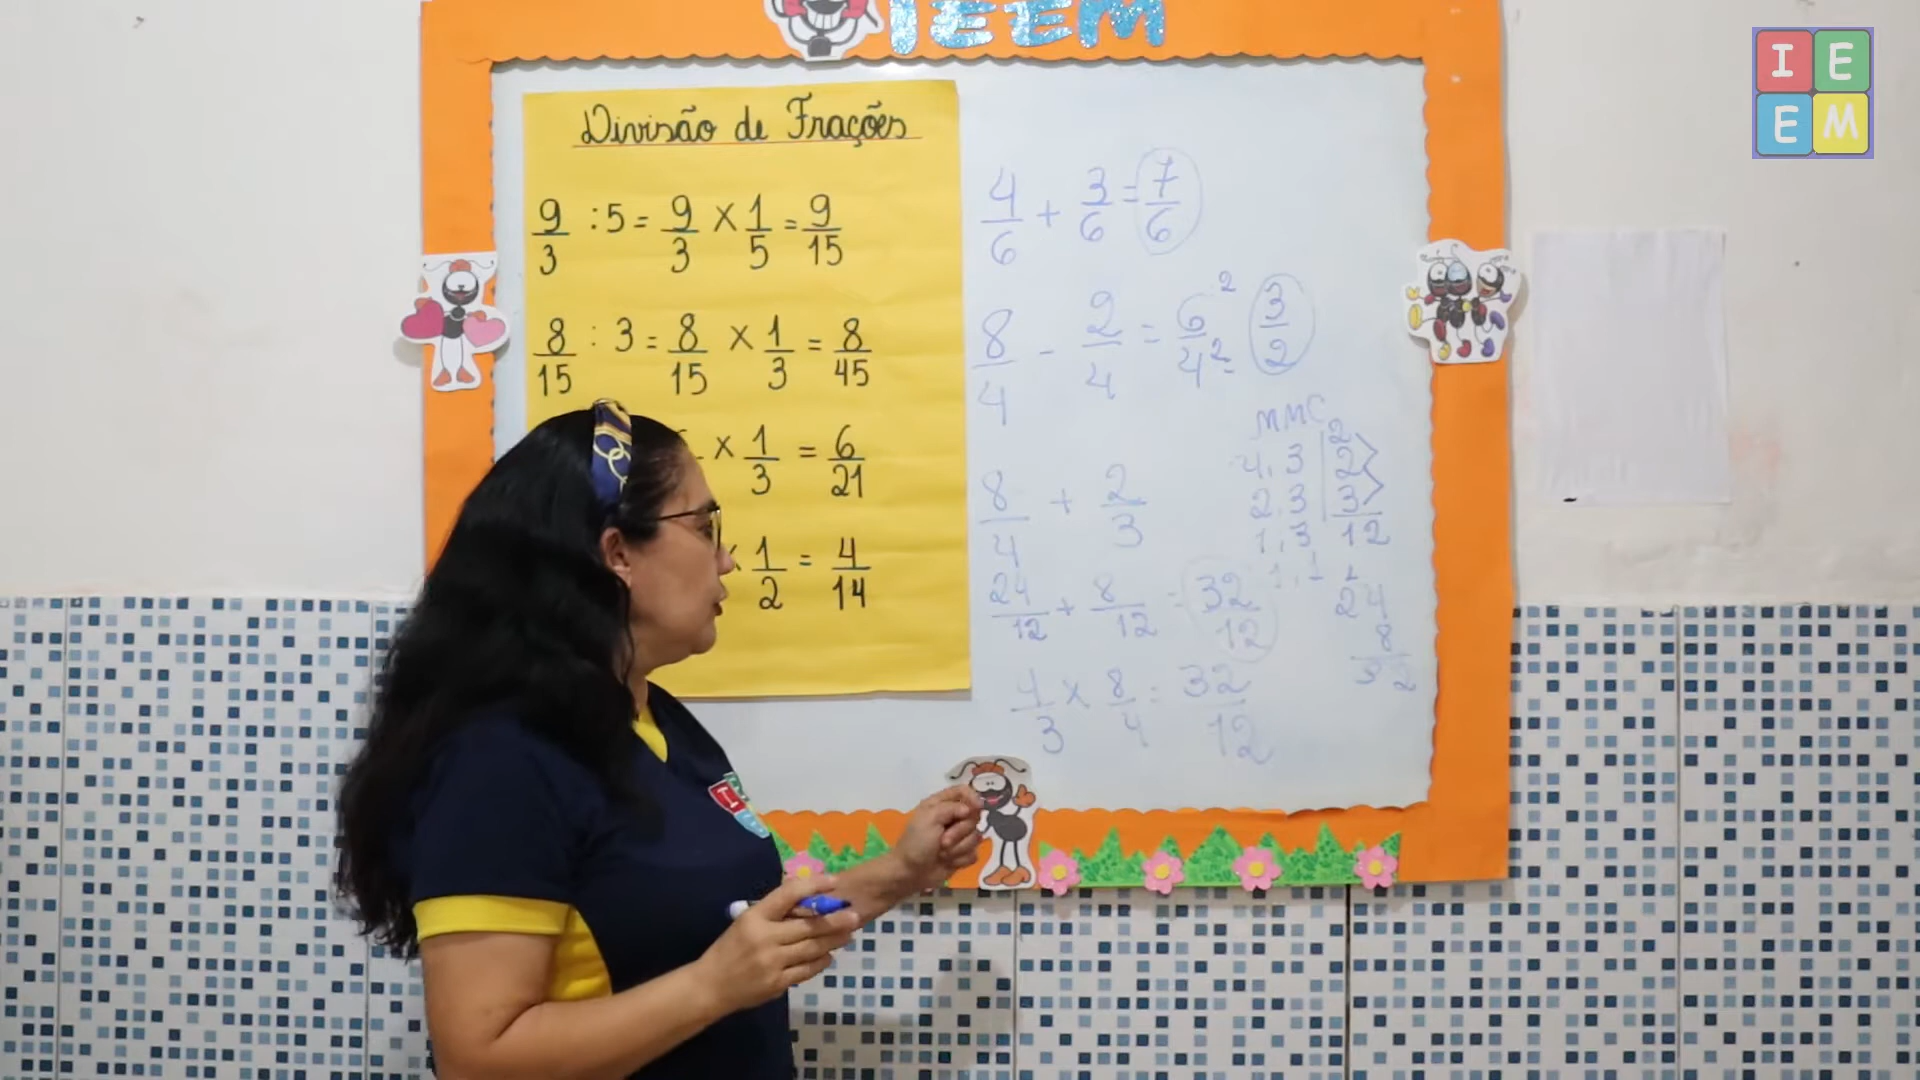 IEEM
I E
E M
Divisão de Frações
9/3 : 5 = 9/3 X 1/5 = 9/15
8/15 : 3 = 8/15 X 1/3 = 8/45
X 1/3 = 6/21
X 1/2 = 4/14
4/6 + 3/6 = 7/6
8/4 - 2/4 = 6/4 2 2 3/2
8/4 + 2/3
24/12 + 8/12 = 32/12
4/3 x 8/4 = 32/12
MMC
4, 3 | 2
2, 3 | 2
1, 3 | 3
1, 1 12
24
8
32